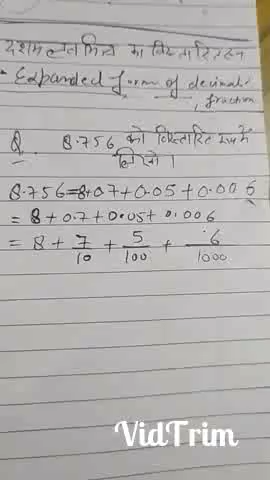 दशमलव भिन्न का विस्तारित रूप
Expanded form of decimal
fraction
Q. 8.756 को विस्तारित रूप में
लिखो।
8.756=8+0.7+0.05+0.006
= 8+0.7+0.05+0.006
= 8 + 7/10 + 5/100 + 6/1000
VidTrim